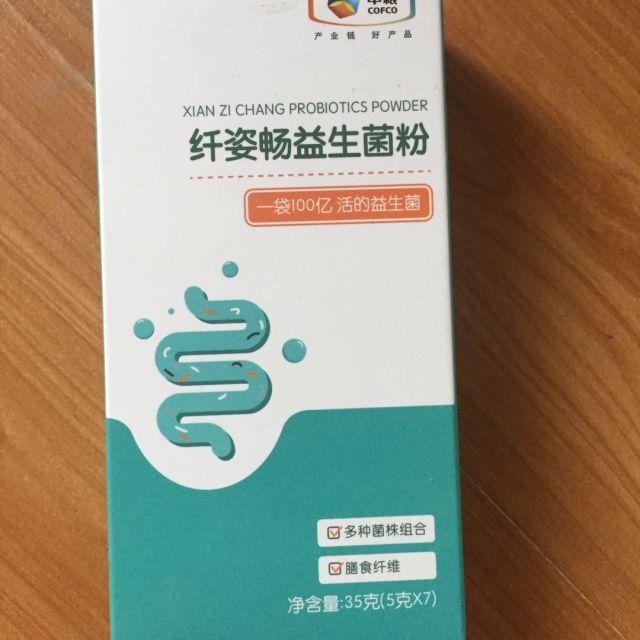 中粮
COFCO
产业链 好产品
XIAN ZI CHANG PROBIOTICS POWDER
纤姿畅益生菌粉
一袋100亿 活的益生菌
多种菌株组合
膳食纤维
净含量:35克(5克X7)